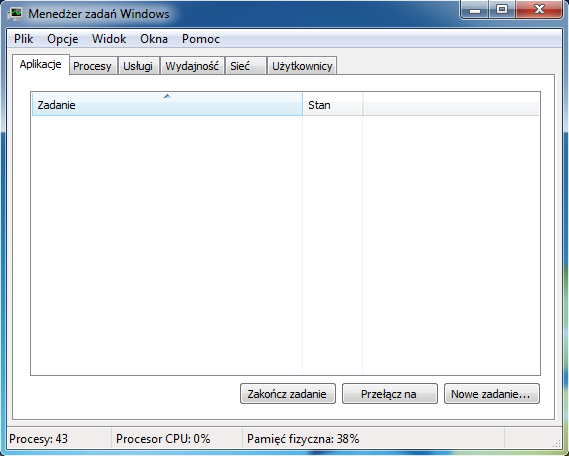 Menedżer zadań Windows
Plik Opcje Widok Okna Pomoc
Aplikacje Procesy Usługi Wydajność Sieć Użytkownicy
Zadanie Stan
Zakończ zadanie Przełącz na Nowe zadanie...
Procesy: 43 Procesor CPU: 0% Pamięć fizyczna: 38%